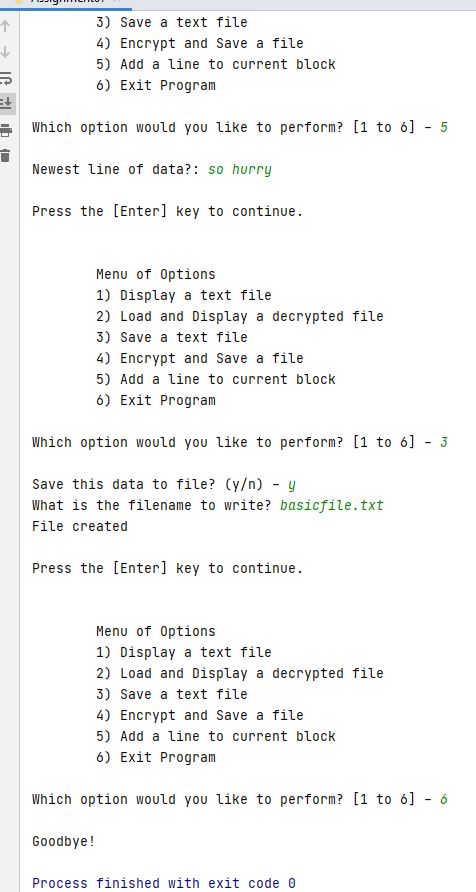 Assignment07
3) Save a text file
4) Encrypt and Save a file
5) Add a line to current block
6) Exit Program
Which option would you like to perform? [1 to 6] - 5
Newest line of data?: so hurry
Press the [Enter] key to continue.
Menu of Options
1) Display a text file
2) Load and Display a decrypted file
3) Save a text file
4) Encrypt and Save a file
5) Add a line to current block
6) Exit Program
Which option would you like to perform? [1 to 6] - 3
Save this data to file? (y/n) - y
What is the filename to write? basicfile.txt
File created
Press the [Enter] key to continue.
Menu of Options
1) Display a text file
2) Load and Display a decrypted file
3) Save a text file
4) Encrypt and Save a file
5) Add a line to current block
6) Exit Program
Which option would you like to perform? [1 to 6] - 6
Goodbye!
Process finished with exit code 0